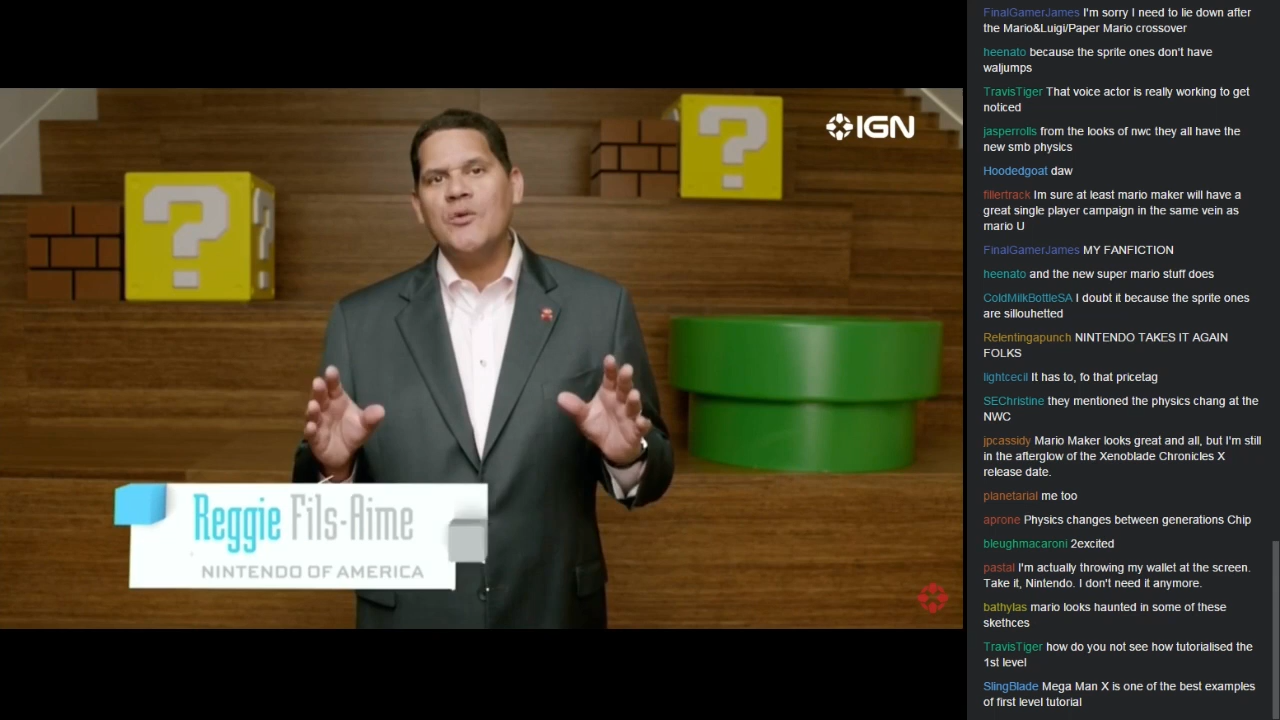 ?
?
IGN
Reggie Fils-Aime
NINTENDO OF AMERICA
FinalGamerJames I'm sorry I need to lie down after
the Mario&Luigi/Paper Mario crossover
heenato because the sprite ones don't have
waljumps
TravisTiger That voice actor is really working to get
noticed
jasperrolls from the looks of nwc they all have the
new smb physics
Hoodedgoat daw
fillertrack Im sure at least mario maker will have a
great single player campaign in the same vein as
mario U
FinalGamerJames MY FANFICTION
heenato and the new super mario stuff does
ColdMilkBottleSA I doubt it because the sprite ones
are sillouhetted
Relentingapunch NINTENDO TAKES IT AGAIN
FOLKS
lightcecil It has to, fo that pricetag
SEChristine they mentioned the physics chang at the
NWC
jpcassidy Mario Maker looks great and all, but I'm still
in the afterglow of the Xenoblade Chronicles X
release date.
planetarial me too
aprone Physics changes between generations Chip
bleughmacaroni 2excited
pastal I'm actually throwing my wallet at the screen.
Take it, Nintendo. I don't need it anymore.
bathylas mario looks haunted in some of these
skethces
TravisTiger how do you not see how tutorialised the
1st level
SlingBlade Mega Man X is one of the best examples
of first level tutorial